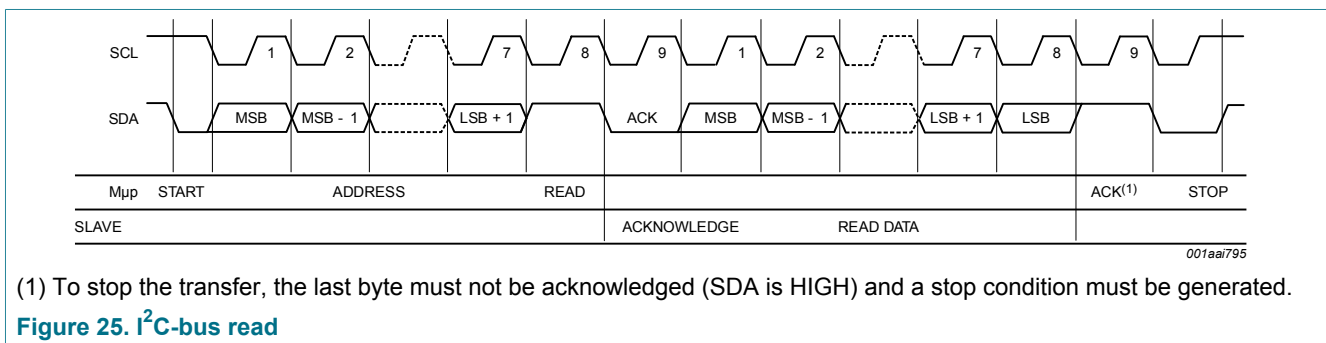 SCL 1 2 7 8 9 1 2 7 8 9
SDA MSB MSB - 1 LSB + 1 ACK MSB MSB - 1 LSB + 1 LSB
Mµp START ADDRESS READ ACK(1) STOP
SLAVE ACKNOWLEDGE READ DATA
001aai795
(1) To stop the transfer, the last byte must not be acknowledged (SDA is HIGH) and a stop condition must be generated.
Figure 25. I²C-bus read